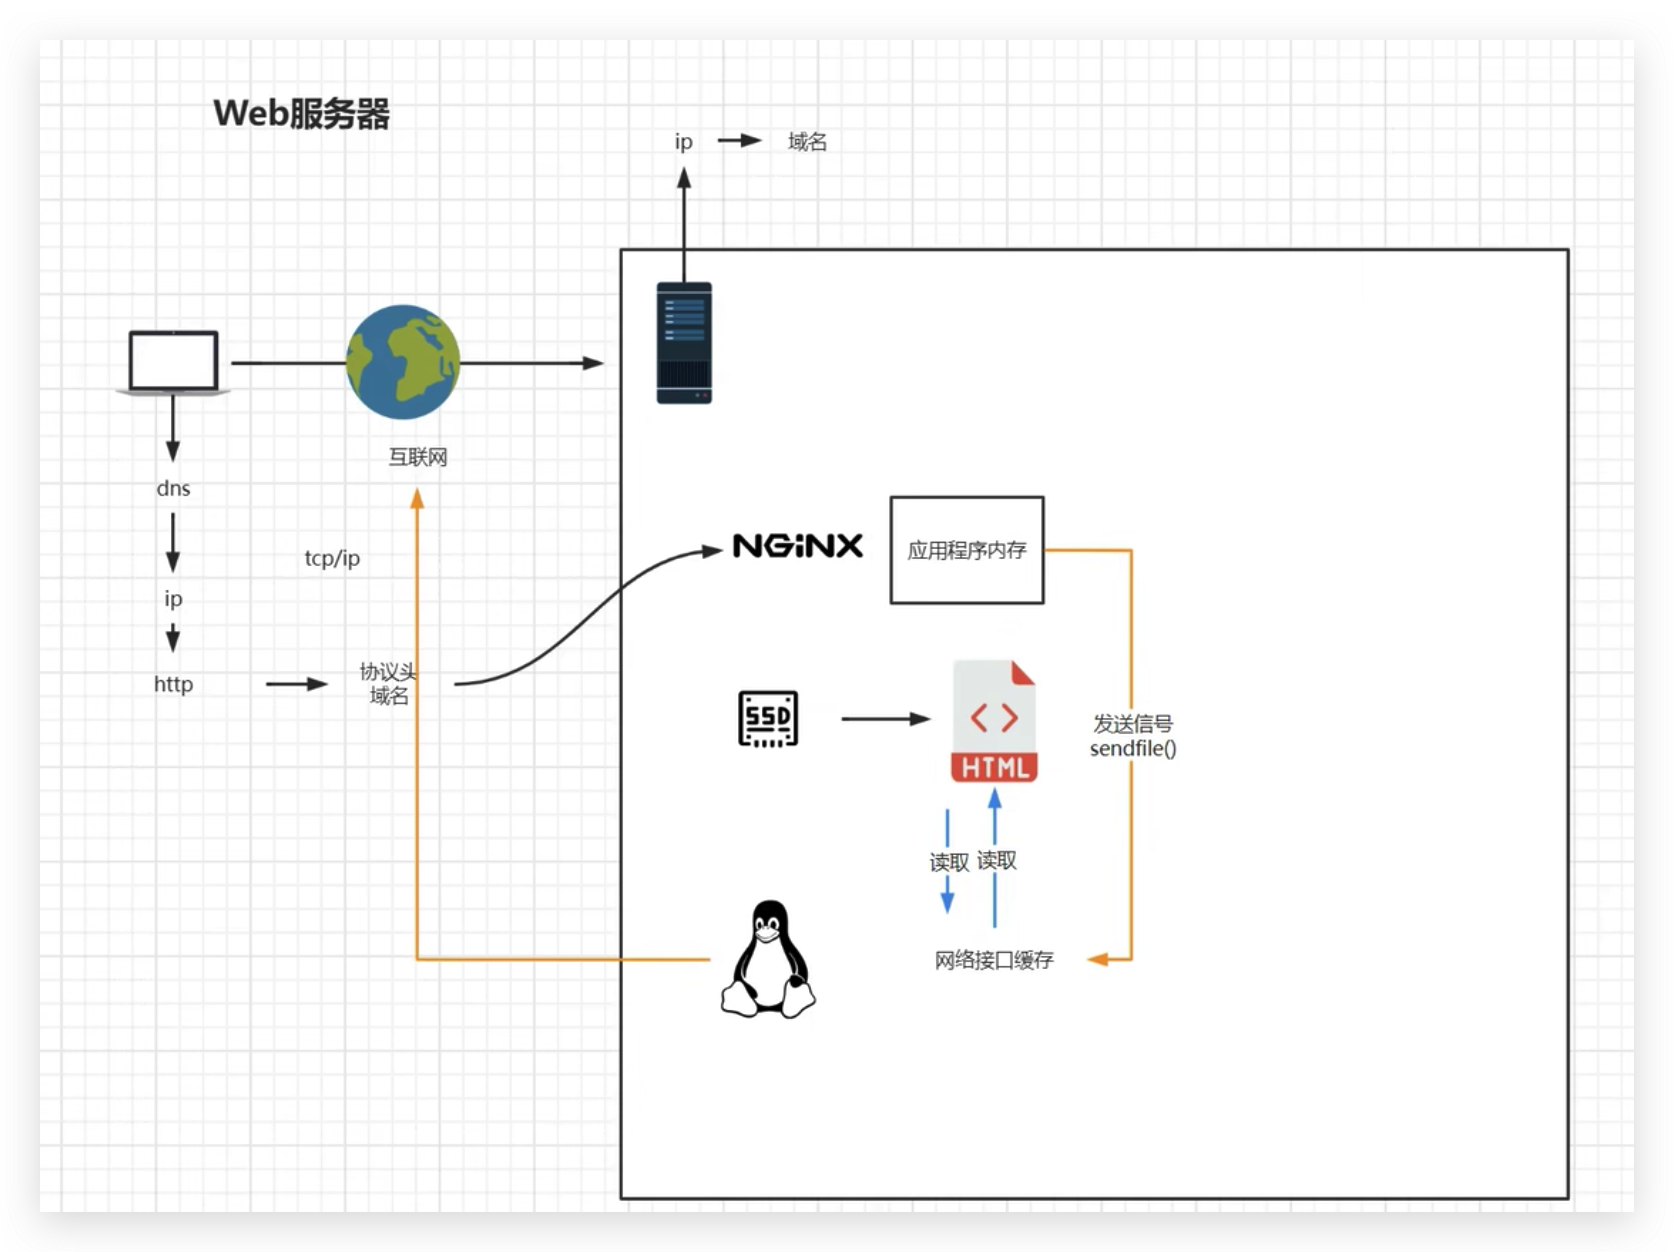 Web服务器
ip
域名
互联网
dns
tcp/ip
ip
http
协议头
域名
NGiNX
应用程序内存
SSD
HTML
发送信号
sendfile()
读取
读取
网络接口缓存